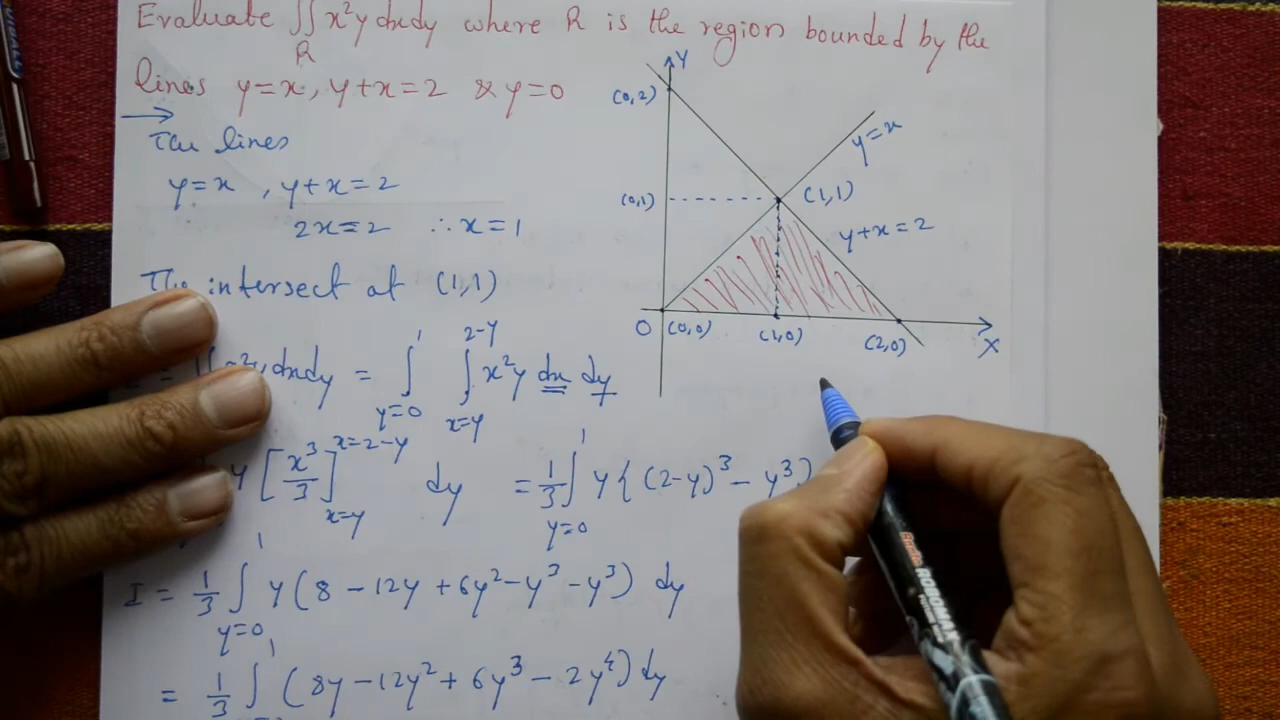 Evaluate ∬_R x²y dxdy where R is the region bounded by the
lines y=x, y+x=2 & y=0
→
The lines
y=x , y+x=2
2x=2 ∴ x=1
intersect at (1,1)
dxdy = ∫_{y=0}^{1} ∫_{x=y}^{2-y} x²y dx dy
y [x³/3]_{x=y}^{x=2-y} dy = 1/3 ∫_{y=0}^{1} y{(2-y)³ - y³)
I = 1/3 ∫_{y=0}^{1} y(8 - 12y + 6y² - y³ - y³) dy
= 1/3 ∫^{1} (8y - 12y² + 6y³ - 2y⁴) dy
Y
(0,2)
y=x
(0,1)
(1,1)
y+x=2
O
(0,0)
(1,0)
(2,0)
X
ROBOMAX